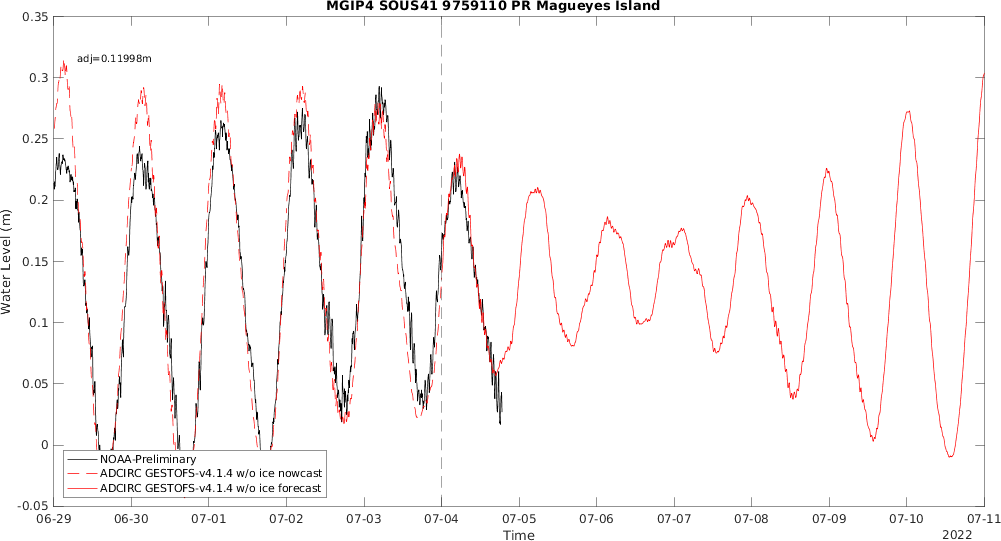 MGIP4 SOUS41 9759110 PR Magueyes Island
adj=0.11998m
Water Level (m)
0.35
0.3
0.25
0.2
0.15
0.1
0.05
0
-0.05
NOAA-Preliminary
ADCIRC GESTOFS-v4.1.4 w/o ice nowcast
ADCIRC GESTOFS-v4.1.4 w/o ice forecast
06-29 06-30 07-01 07-02 07-03 07-04 07-05 07-06 07-07 07-08 07-09 07-10 07-11
Time
2022